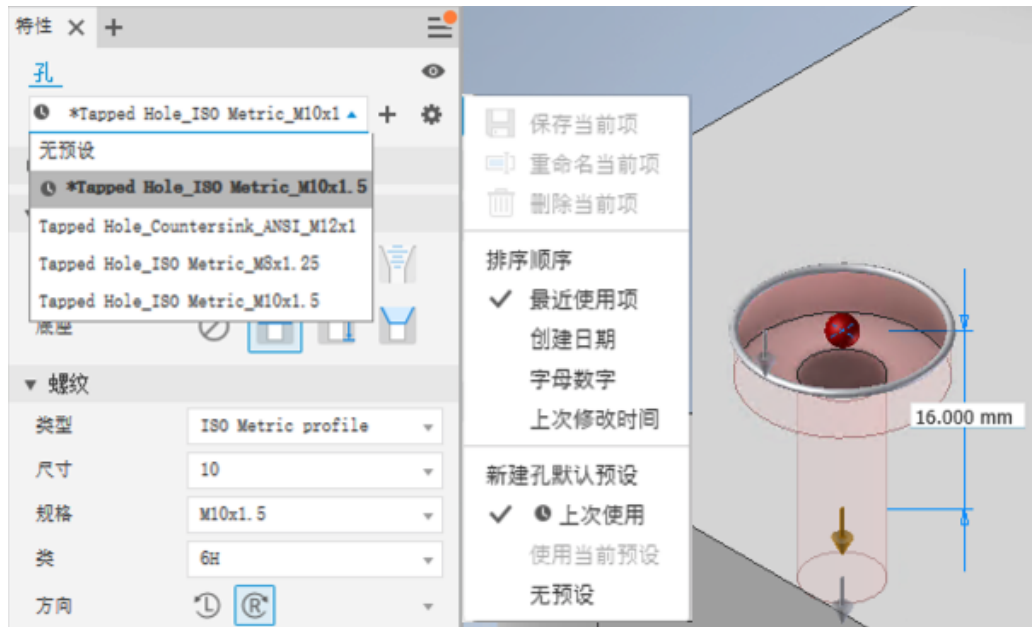 特性
孔
*Tapped Hole_ISO Metric_M10x1
无预设
*Tapped Hole_ISO Metric_M10x1.5
Tapped Hole_Countersink_ANSI_M12x1
Tapped Hole_ISO Metric_M8x1.25
Tapped Hole_ISO Metric_M10x1.5
底座
螺纹
类型 ISO Metric profile
尺寸 10
规格 M10x1.5
类 6H
方向 L R
保存当前项
重命名当前项
删除当前项
排序顺序
最近使用项
创建日期
字母数字
上次修改时间
新建孔默认预设
上次使用
使用当前预设
无预设
16.000 mm